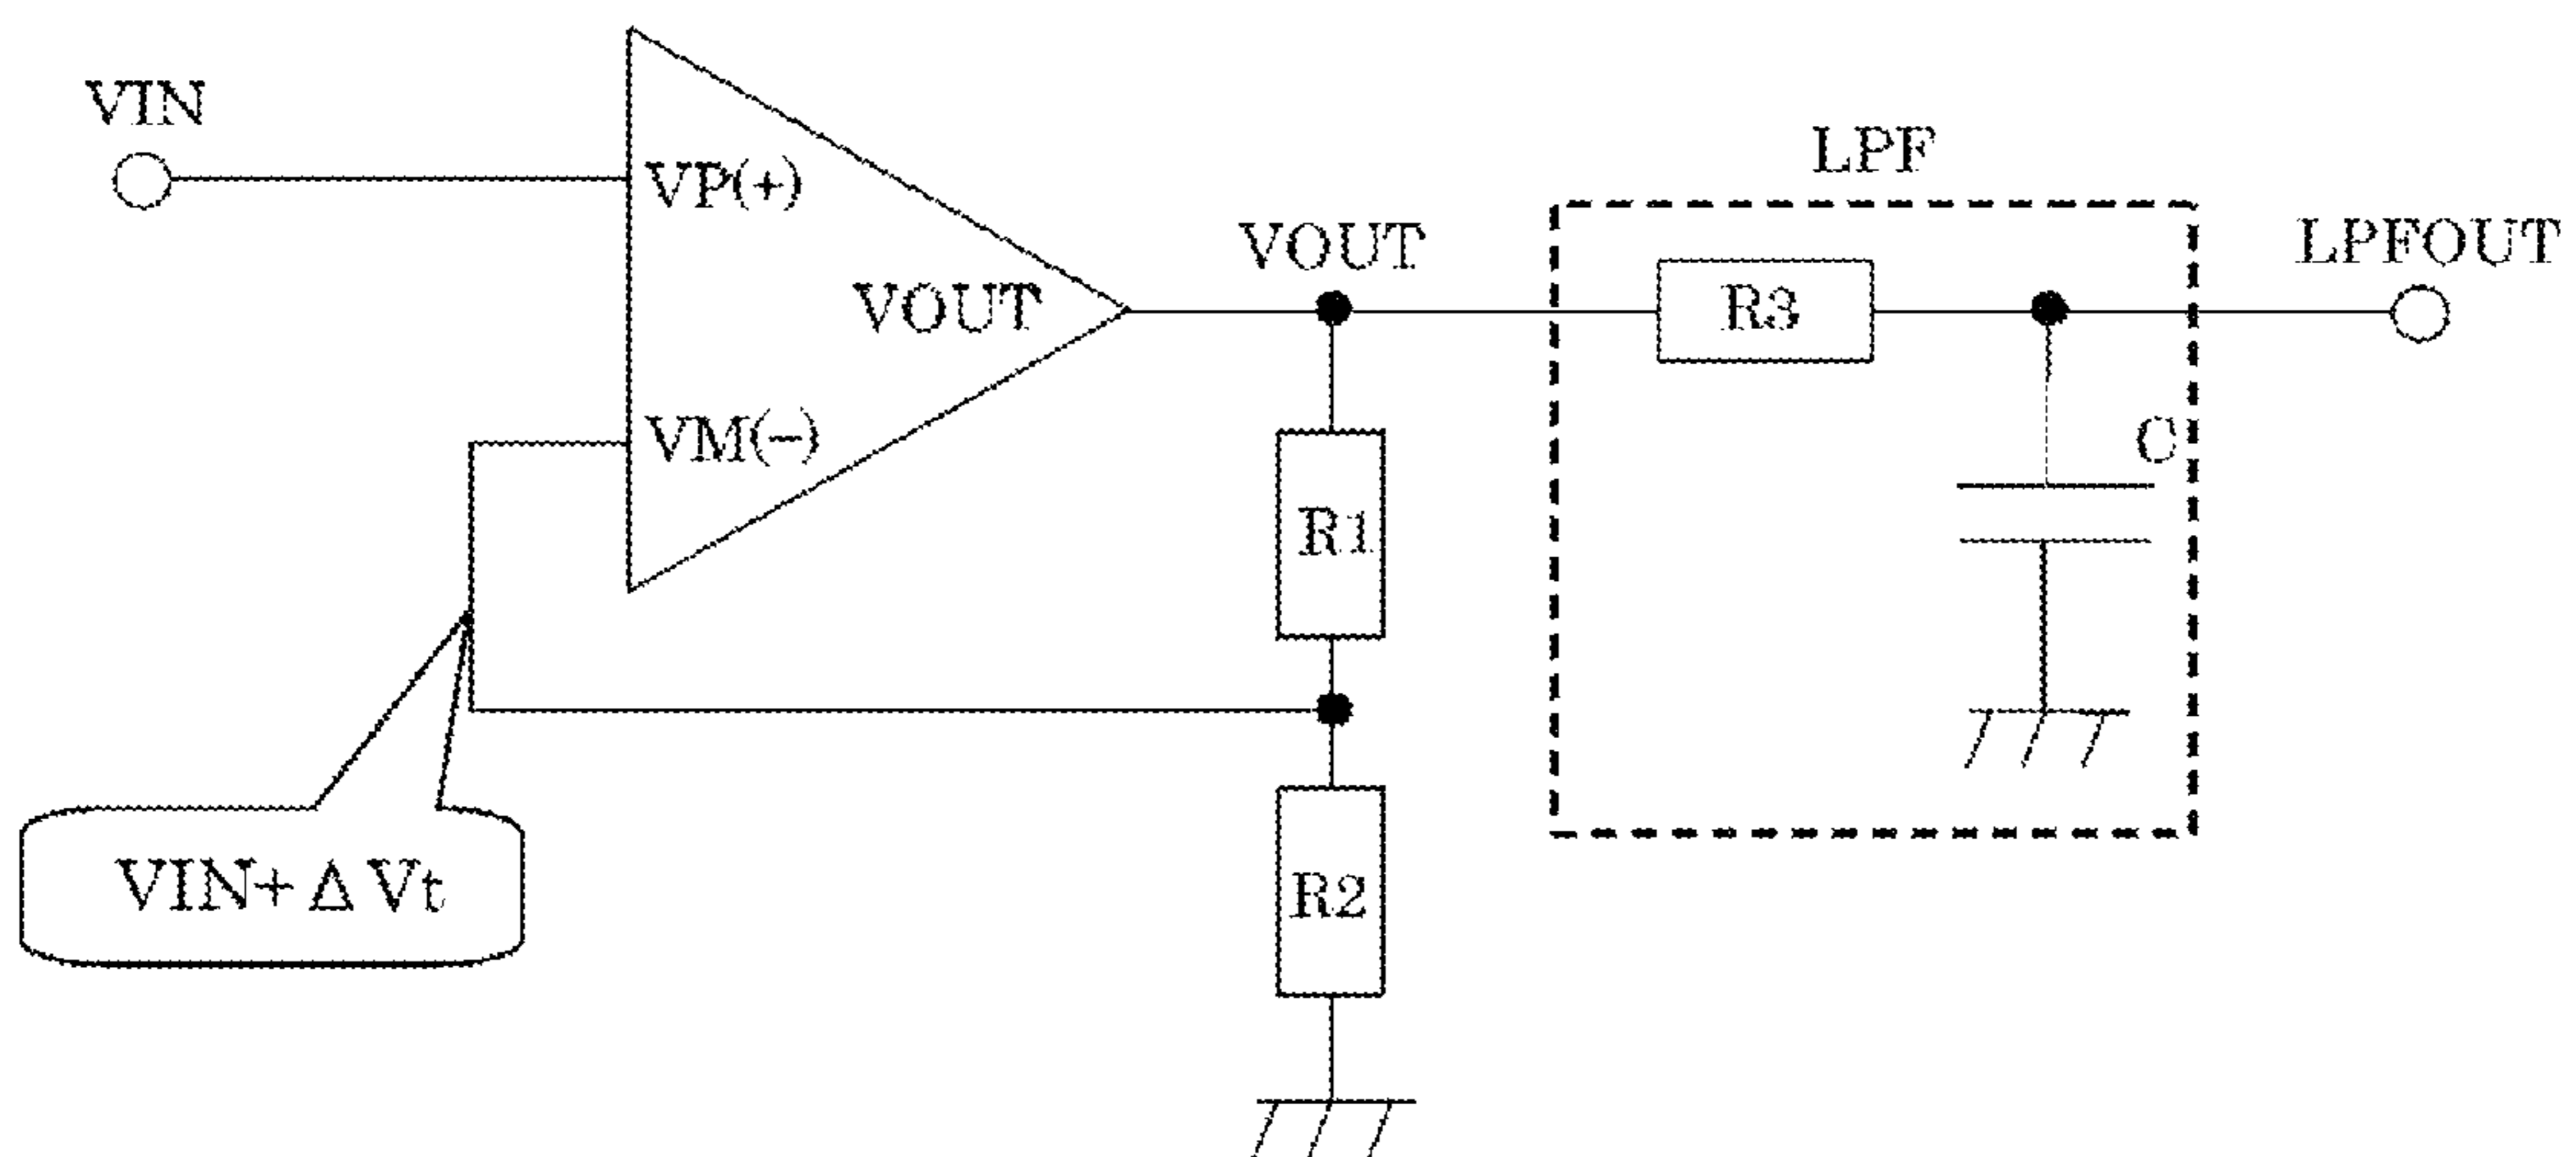 VIN
LPF
VP(+)
VOUT
LPFOUT
VOUT
R3
VM(−)
C
R1
VIN+ΔVt
R2